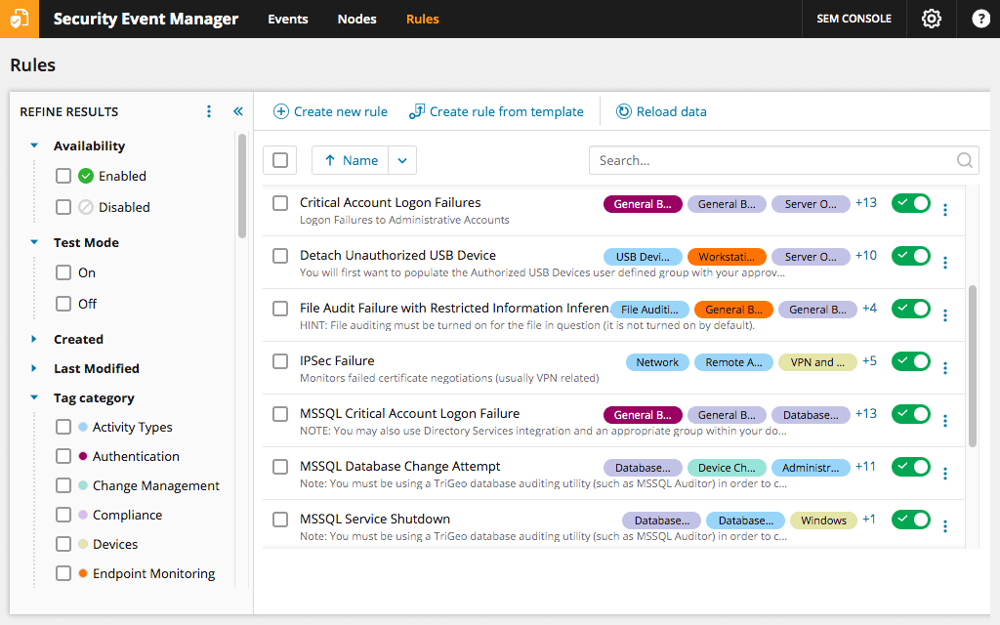 Security Event Manager Events Nodes Rules SEM CONSOLE ?
Rules
REFINE RESULTS
Create new rule Create rule from template Reload data
Availability
Enabled
Disabled
Test Mode
On
Off
Created
Last Modified
Tag category
Activity Types
Authentication
Change Management
Compliance
Devices
Endpoint Monitoring
Name Search...
Critical Account Logon Failures General B... General B... Server O... +13
Logon Failures to Administrative Accounts
Detach Unauthorized USB Device USB Devi... Workstati... Server O... +10
You will first want to populate the Authorized USB Devices user defined group with your approv...
File Audit Failure with Restricted Information Inferen. File Auditi... General B... General B... +4
HINT: File auditing must be turned on for the file in question (it is not turned on by default).
IPSec Failure Network Remote A... VPN and ... +5
Monitors failed certificate negotiations (usually VPN related)
MSSQL Critical Account Logon Failure General B... General B... Database... +13
NOTE: You may also use Directory Services integration and an appropriate group within your do...
MSSQL Database Change Attempt Database... Device Ch... Administr... +11
Note: You must be using a TriGeo database auditing utility (such as MSSQL Auditor) in order to c...
MSSQL Service Shutdown Database... Database... Windows +1
Note: You must be using a TriGeo database auditing utility (such as MSSQL Auditor) in order to c...